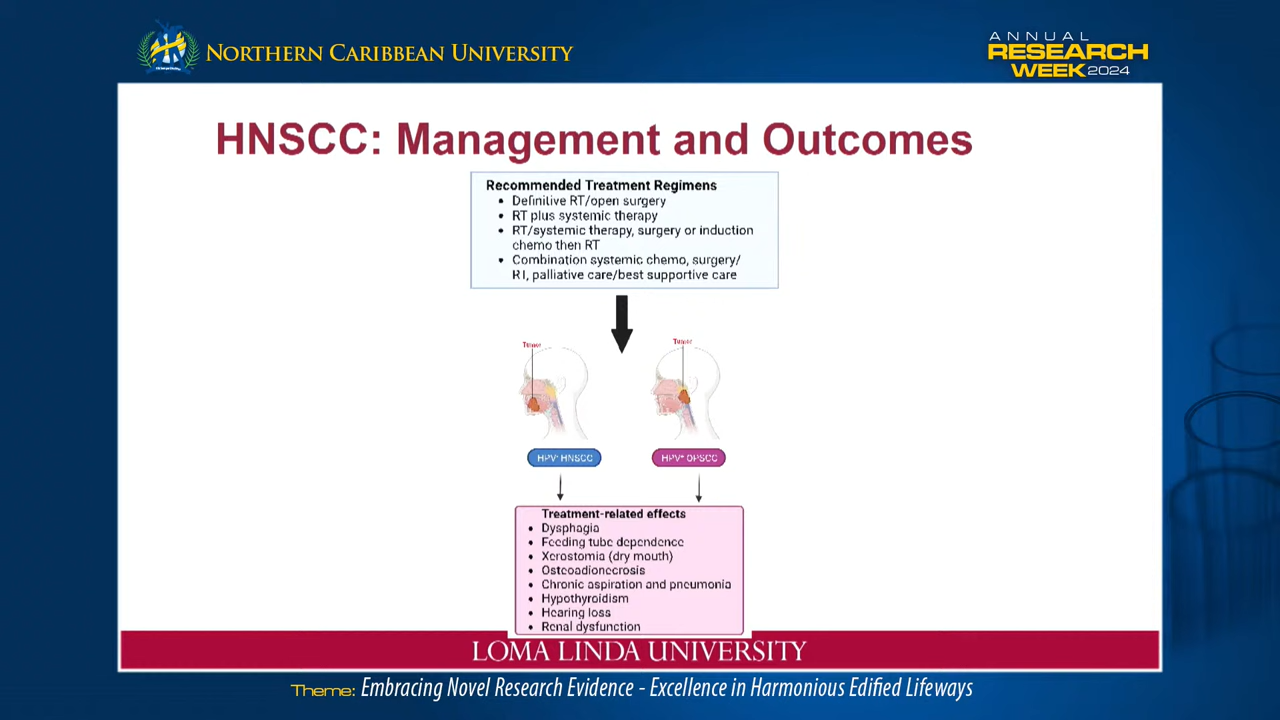 NORTHERN CARIBBEAN UNIVERSITY
ANNUAL
RESEARCH
WEEK 2024
HNSCC: Management and Outcomes
Recommended Treatment Regimens
• Definitive RT/open surgery
• RT plus systemic therapy
• RT/systemic therapy, surgery or induction
chemo then RT
• Combination systemic chemo, surgery/
RT, palliative care/best supportive care
Tumor
Tumor
HPV⁻ HNSCC
HPV⁺ OPSCC
Treatment-related effects
• Dysphagia
• Feeding tube dependence
• Xerostomia (dry mouth)
• Osteoadionecrosis
• Chronic aspiration and pneumonia
• Hypothyroidism
• Hearing loss
• Renal dysfunction
LOMA LINDA UNIVERSITY
Theme: Embracing Novel Research Evidence - Excellence in Harmonious Edified Lifeways